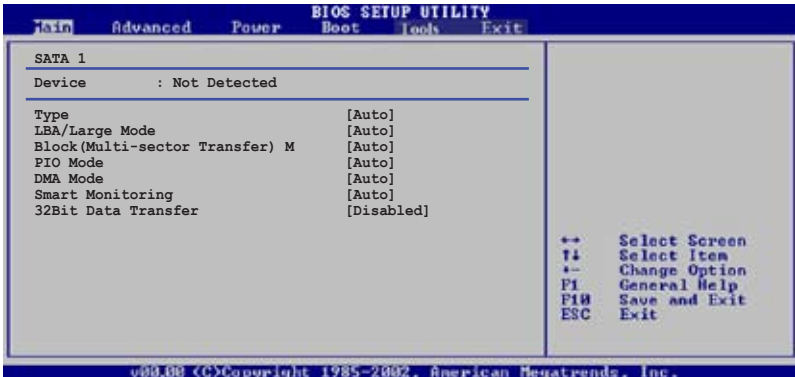 BIOS SETUP UTILITY
Main Advanced Power Boot Tools Exit
SATA 1
Device : Not Detected
Type [Auto]
LBA/Large Mode [Auto]
Block(Multi-sector Transfer) M [Auto]
PIO Mode [Auto]
DMA Mode [Auto]
Smart Monitoring [Auto]
32Bit Data Transfer [Disabled]
↔ Select Screen
↑↓ Select Item
+- Change Option
F1 General Help
F10 Save and Exit
ESC Exit
v00.00 (C)Copyright 1985-2002, American Megatrends, Inc.